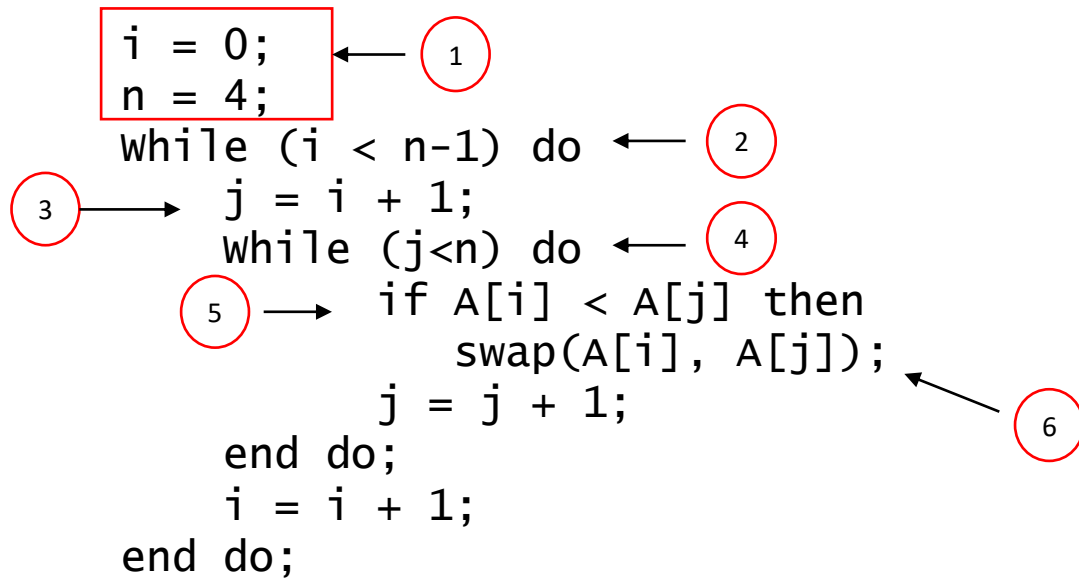 i = 0;
1
n = 4;
While (i < n-1) do
2
3
j = i + 1;
While (j<n) do
4
5
if A[i] < A[j] then
swap(A[i], A[j]);
j = j + 1;
6
end do;
i = i + 1;
end do;